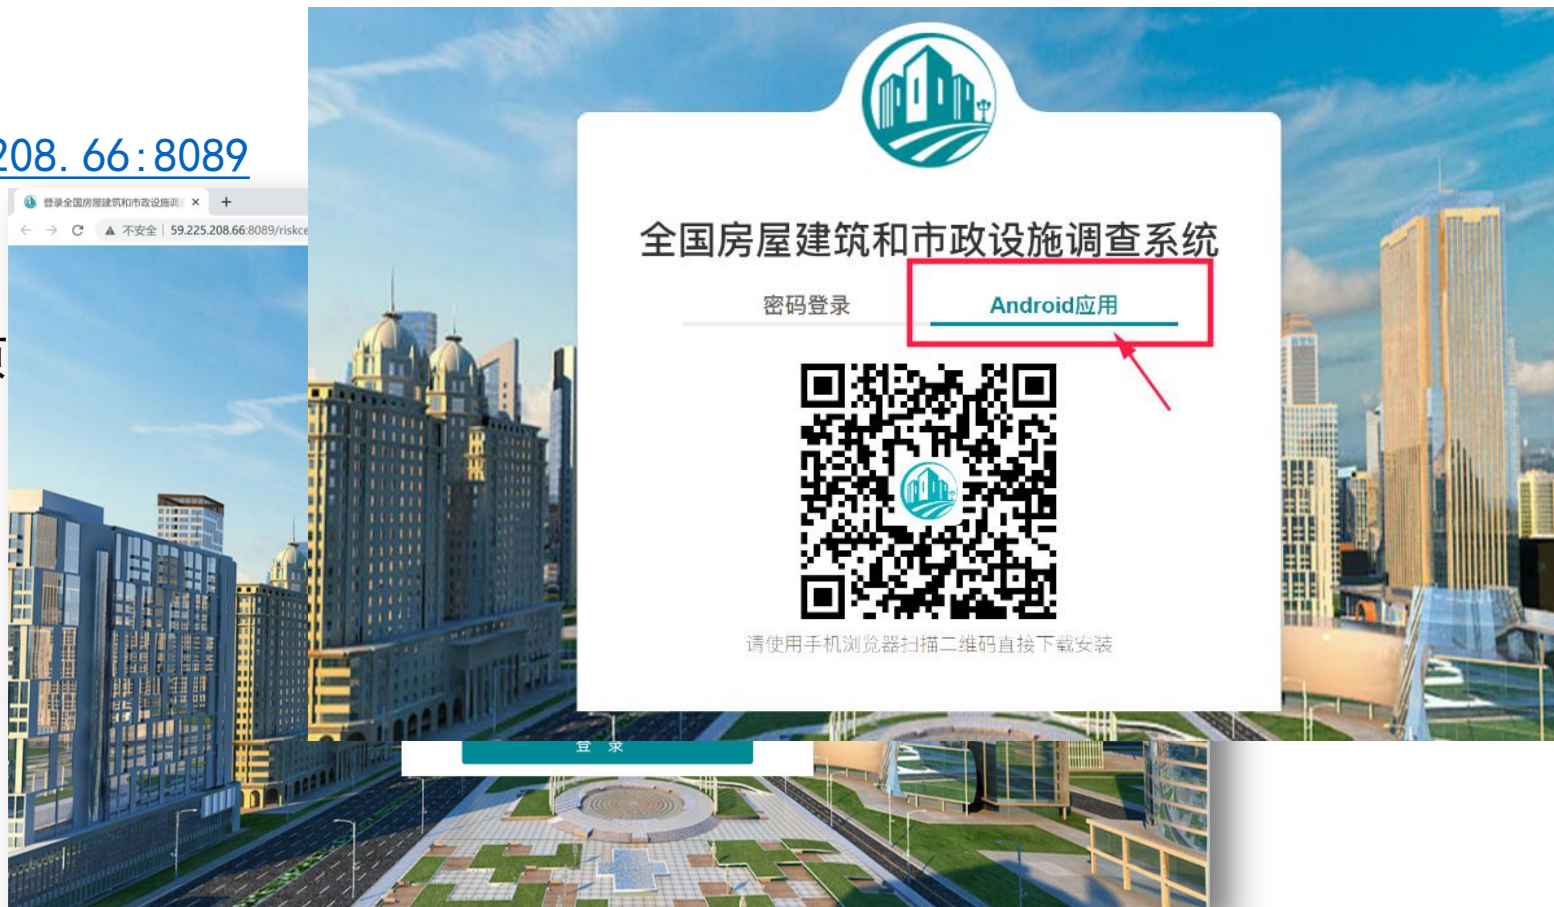 208. 66:8089
登录全国房屋建筑和市政设施调
不安全 | 59.225.208.66:8089/riskce
全国房屋建筑和市政设施调查系统
密码登录 Android应用
请使用手机浏览器扫描二维码直接下载安装
登 录